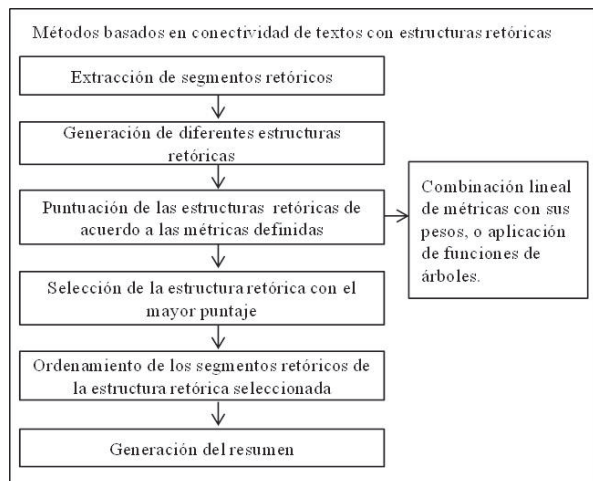 Métodos basados en conectividad de textos con estructuras retóricas
Extracción de segmentos retóricos
Generación de diferentes estructuras
retóricas
Puntuación de las estructuras retóricas de
acuerdo a las métricas definidas
Combinación lineal
de métricas con sus
pesos, o aplicación
de funciones de
árboles.
Selección de la estructura retórica con el
mayor puntaje
Ordenamiento de los segmentos retóricos de
la estructura retórica seleccionada
Generación del resumen